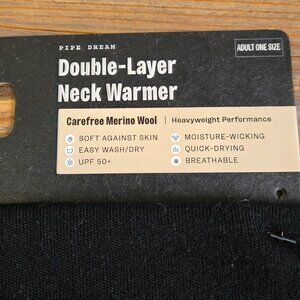 PIPE DREAM
ADULT ONE SIZE
Double-Layer
Neck Warmer
Carefree Merino Wool | Heavyweight Performance
SOFT AGAINST SKIN
EASY WASH/DRY
UPF 50+
MOISTURE-WICKING
QUICK-DRYING
BREATHABLE